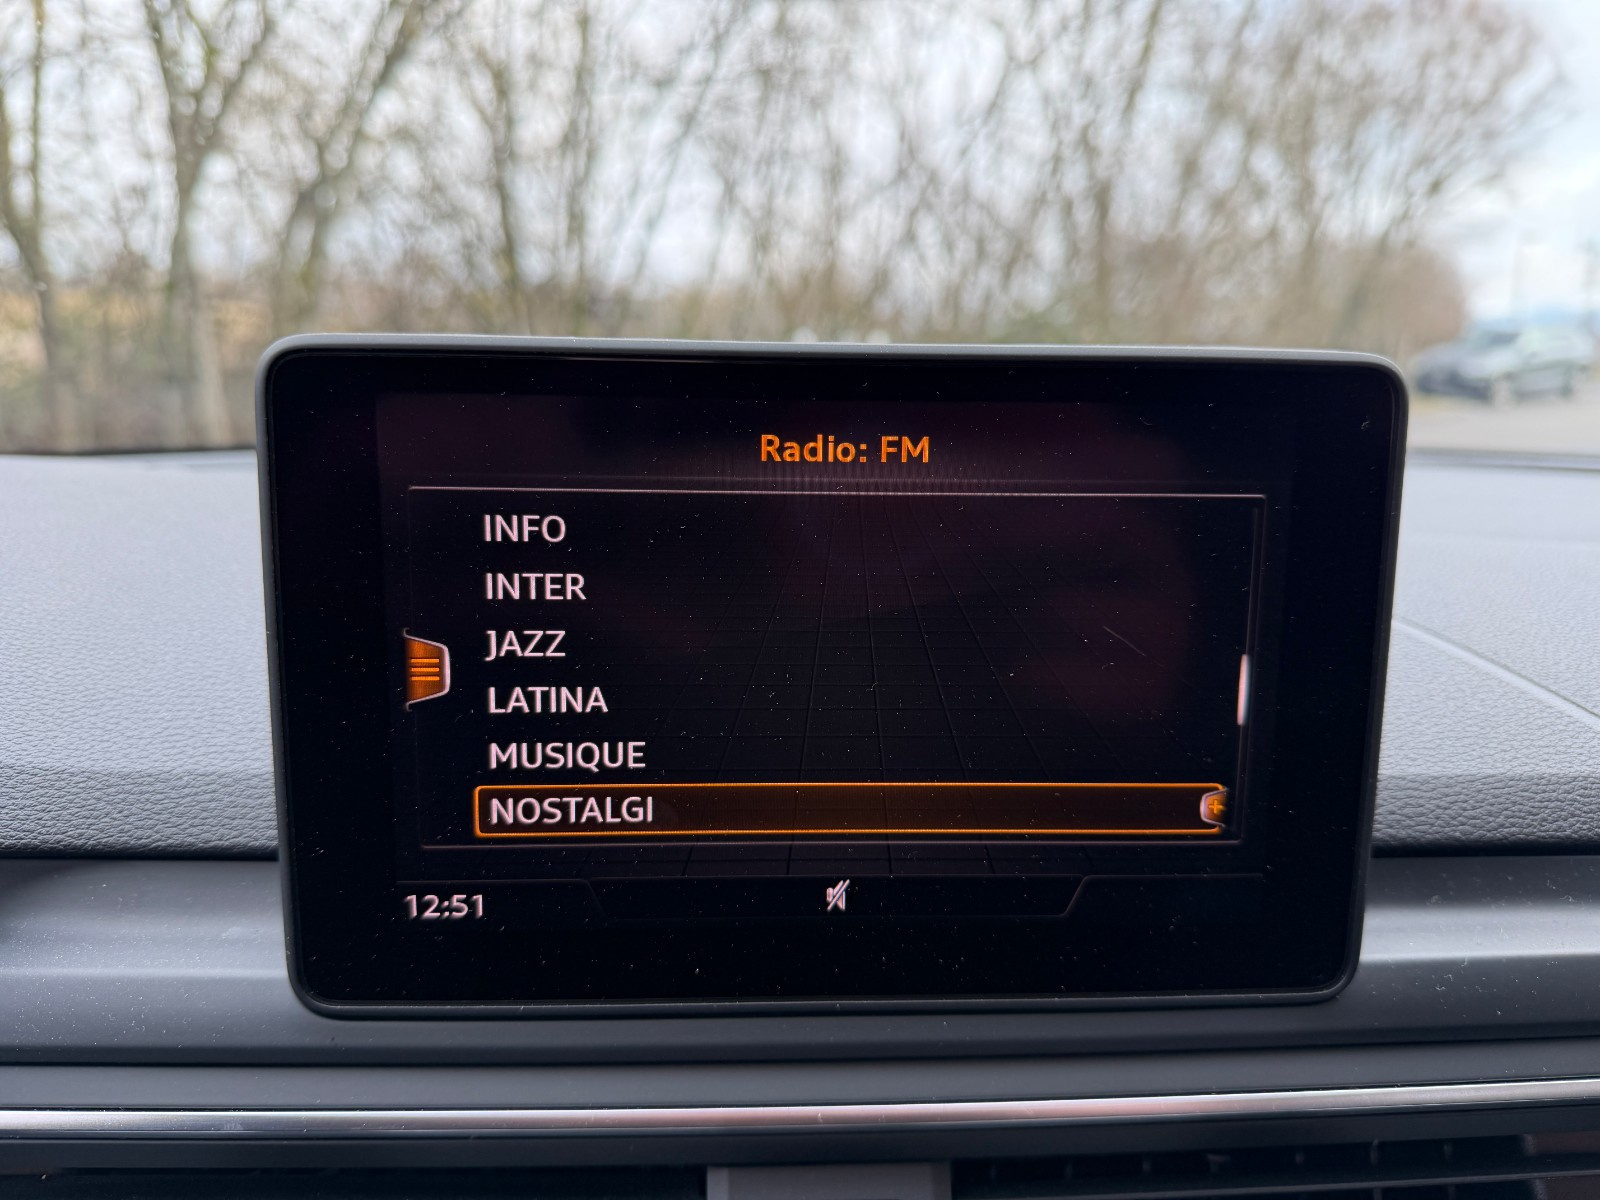 Radio: FM
INFO
INTER
JAZZ
LATINA
MUSIQUE
NOSTALGI
12:51